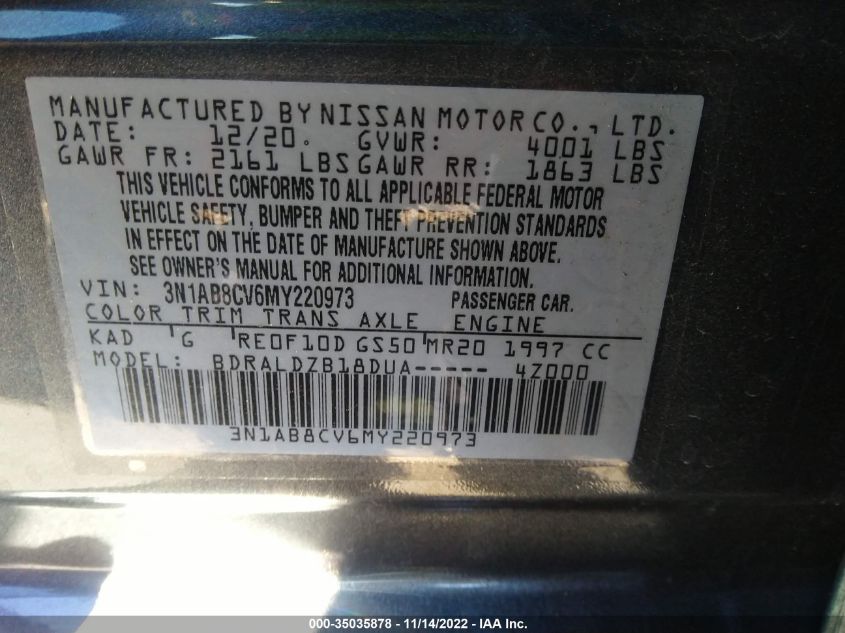 MANUFACTURED BY NISSAN MOTOR CO., LTD.
DATE: 12/20. GVWR: 4001 LBS
GAWR FR: 2161 LBS GAWR RR: 1863 LBS
THIS VEHICLE CONFORMS TO ALL APPLICABLE FEDERAL MOTOR
VEHICLE SAFETY, BUMPER AND THEFT PREVENTION STANDARDS
IN EFFECT ON THE DATE OF MANUFACTURE SHOWN ABOVE.
SEE OWNER'S MANUAL FOR ADDITIONAL INFORMATION.
VIN: 3N1AB8CV6MY220973 PASSENGER CAR.
COLOR TRIM TRANS AXLE ENGINE
KAD G RE0F10D GS50 MR20 1997 CC
MODEL: BDRALDZB18DUA----- 4Z000
3N1AB8CV6MY220973
000-35035878 - 11/14/2022 - IAA Inc.